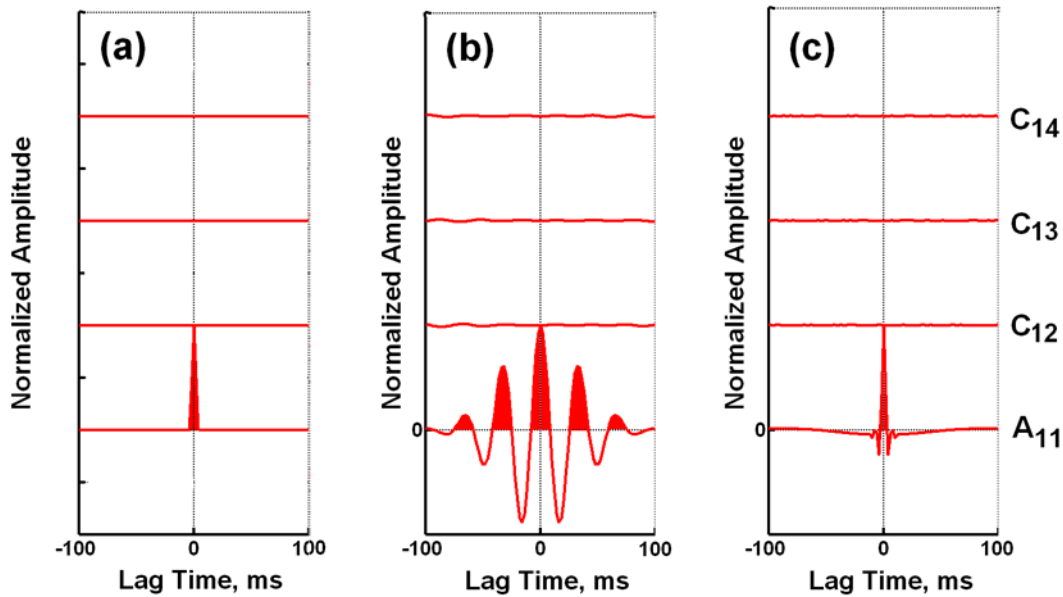 (a)
Normalized Amplitude
-100 0 100
Lag Time, ms
(b)
Normalized Amplitude
0
-100 0 100
Lag Time, ms
(c)
Normalized Amplitude
0
-100 0 100
Lag Time, ms
C14
C13
C12
A11